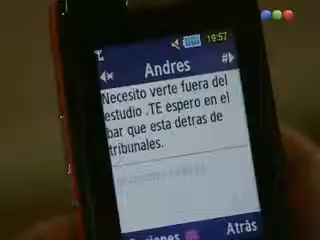 19:57
Andres
Necesito verte fuera del
estudio .TE espero en el
bar que esta detras de
tribunales.
Atrás